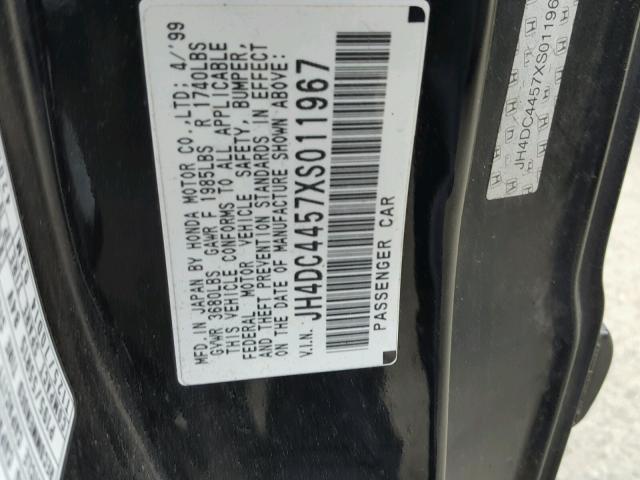 MFD. IN JAPAN BY HONDA MOTOR CO.,LTD; 4/'99
GVWR 3680LBS GAWR F 1985LBS R 1740LBS
THIS VEHICLE CONFORMS TO ALL APPLICABLE
FEDERAL MOTOR VEHICLE SAFETY, BUMPER,
AND THEFT PREVENTION STANDARDS IN EFFECT
ON THE DATE OF MANUFACTURE SHOWN ABOVE.
V.I.N. JH4DC4457XS011967
PASSENGER CAR
JH4DC4457XS01196